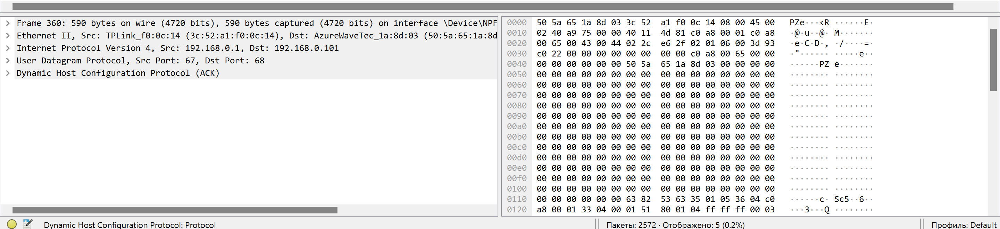 Frame 360: 590 bytes on wire (4720 bits), 590 bytes captured (4720 bits) on interface \Device\NPF
Ethernet II, Src: TPLink_f0:0c:14 (3c:52:a1:f0:0c:14), Dst: AzureWaveTec_1a:8d:03 (50:5a:65:1a:8d
Internet Protocol Version 4, Src: 192.168.0.1, Dst: 192.168.0.101
User Datagram Protocol, Src Port: 67, Dst Port: 68
Dynamic Host Configuration Protocol (ACK)
0000 50 5a 65 1a 8d 03 3c 52 a1 f0 0c 14 08 00 45 00 PZe···<R ······E·
0010 02 40 a9 75 00 00 40 11 4d 81 c0 a8 00 01 c0 a8 ·@·u··@· M·······
0020 00 65 00 43 00 44 02 2c e6 2f 02 01 06 00 3d 93 ·e·C·D·, ·/····=·
0030 c0 22 00 00 00 00 00 00 00 00 c0 a8 00 65 00 00 ·"······ ·····e··
0040 00 00 00 00 00 00 50 5a 65 1a 8d 03 00 00 00 00 ······PZ e·······
0050 00 00 00 00 00 00 00 00 00 00 00 00 00 00 00 00 ········ ········
0060 00 00 00 00 00 00 00 00 00 00 00 00 00 00 00 00 ········ ········
0070 00 00 00 00 00 00 00 00 00 00 00 00 00 00 00 00 ········ ········
0080 00 00 00 00 00 00 00 00 00 00 00 00 00 00 00 00 ········ ········
0090 00 00 00 00 00 00 00 00 00 00 00 00 00 00 00 00 ········ ········
00a0 00 00 00 00 00 00 00 00 00 00 00 00 00 00 00 00 ········ ········
00b0 00 00 00 00 00 00 00 00 00 00 00 00 00 00 00 00 ········ ········
00c0 00 00 00 00 00 00 00 00 00 00 00 00 00 00 00 00 ········ ········
00d0 00 00 00 00 00 00 00 00 00 00 00 00 00 00 00 00 ········ ········
00e0 00 00 00 00 00 00 00 00 00 00 00 00 00 00 00 00 ········ ········
00f0 00 00 00 00 00 00 00 00 00 00 00 00 00 00 00 00 ········ ········
0100 00 00 00 00 00 00 00 00 00 00 00 00 00 00 00 00 ········ ········
0110 00 00 00 00 00 00 63 82 53 63 35 01 05 36 04 c0 ······c· Sc5··6··
0120 a8 00 01 33 04 00 01 51 80 01 04 ff ff ff 00 03 ···3···Q ········
Dynamic Host Configuration Protocol: Protocol
Пакеты: 2572 · Отображено: 5 (0.2%)
Профиль: Default